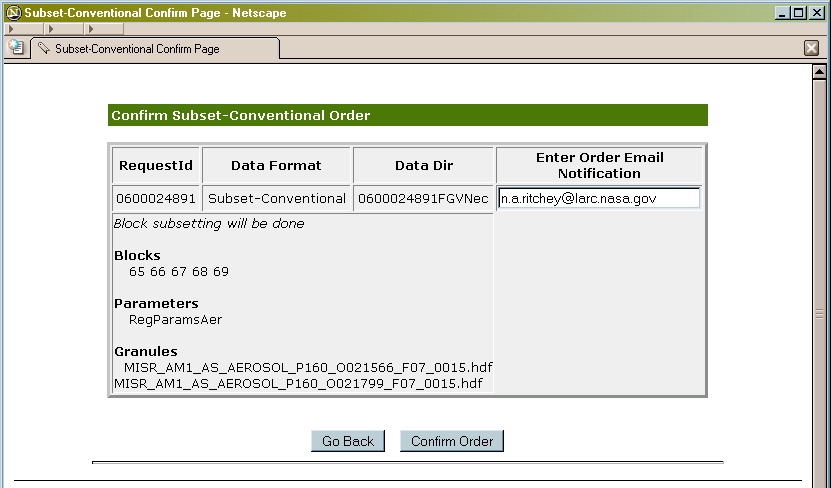 Subset-Conventional Confirm Page - Netscape
Subset-Conventional Confirm Page
Confirm Subset-Conventional Order
RequestId Data Format Data Dir Enter Order Email Notification
0600024891 Subset-Conventional 0600024891FGVNec n.a.ritchey@larc.nasa.gov
Block subsetting will be done
Blocks
65 66 67 68 69
Parameters
RegParamsAer
Granules
MISR_AM1_AS_AEROSOL_P160_O021566_F07_0015.hdf
MISR_AM1_AS_AEROSOL_P160_O021799_F07_0015.hdf
Go Back Confirm Order